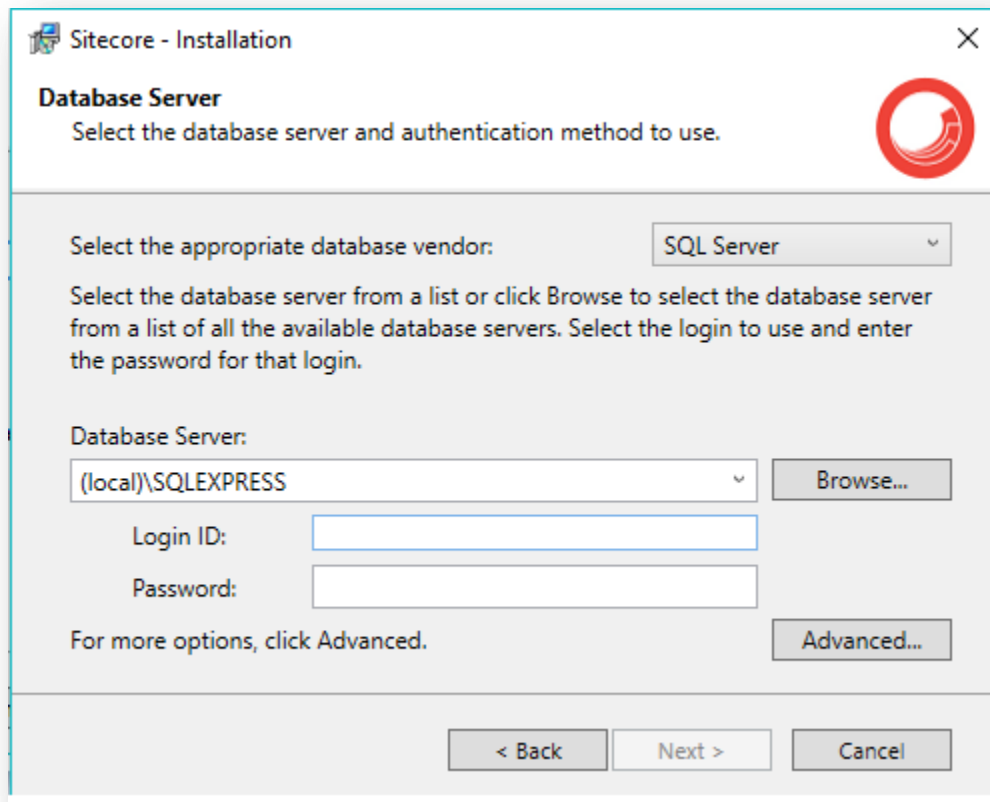 Sitecore - Installation
Database Server
Select the database server and authentication method to use.
Select the appropriate database vendor: SQL Server
Select the database server from a list or click Browse to select the database server
from a list of all the available database servers. Select the login to use and enter
the password for that login.
Database Server:
(local)\SQLEXPRESS Browse...
Login ID:
Password:
For more options, click Advanced. Advanced...
< Back Next > Cancel